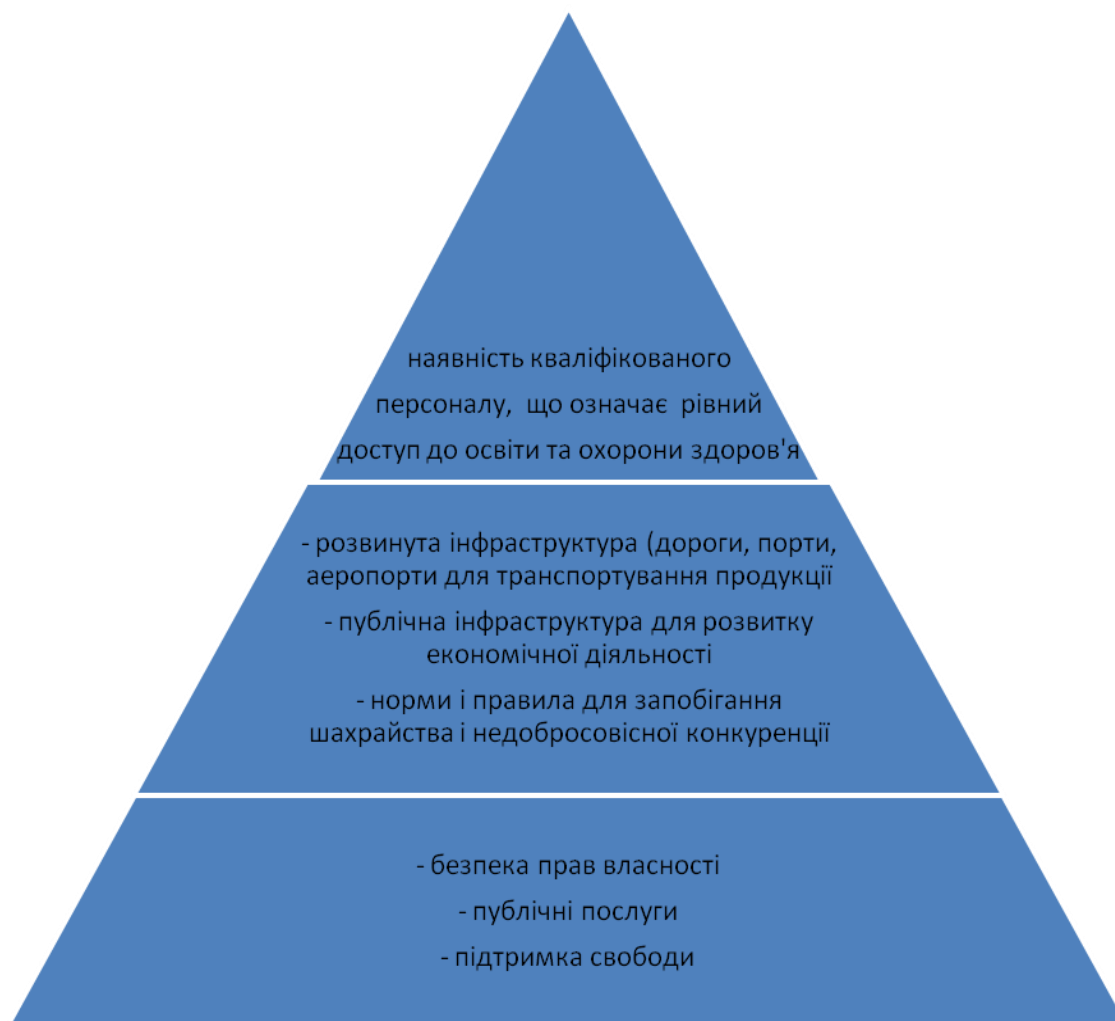 наявність кваліфікованого
персоналу, що означає рівний
доступ до освіти та охорони здоров'я
- розвинута інфраструктура (дороги, порти,
аеропорти для транспортування продукції
- публічна інфраструктура для розвитку
економічної діяльності
- норми і правила для запобігання
шахрайства і недобросовісної конкуренції
- безпека прав власності
- публічні послуги
- підтримка свободи